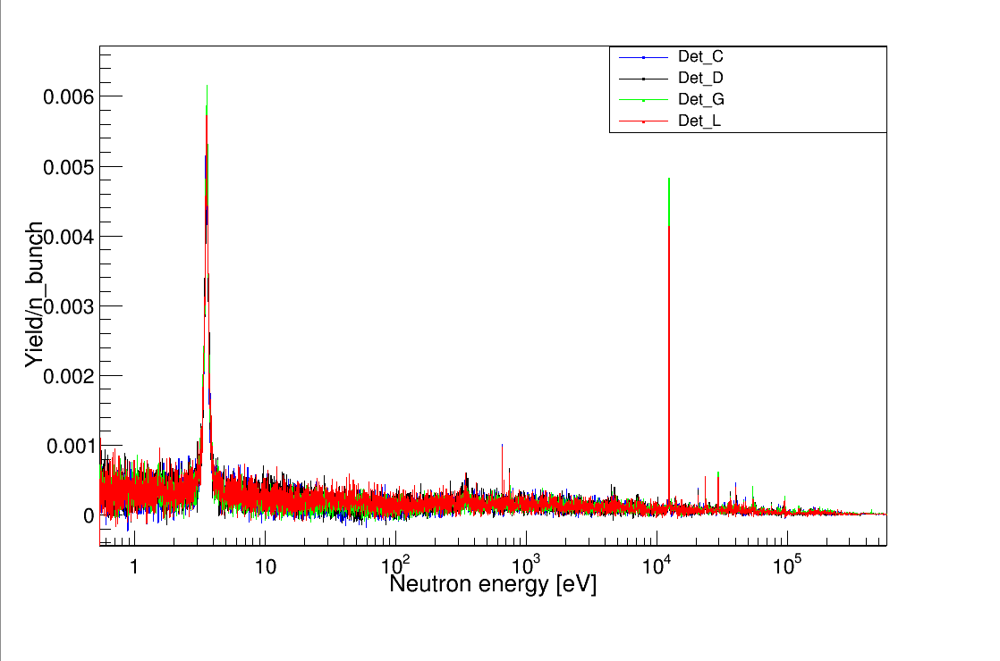 Det_C
Det_D
Det_G
Det_L
0.006
0.005
0.004
0.003
0.002
0.001
0
Yield/n_bunch
1
10
10²
10³
10⁴
10⁵
Neutron energy [eV]